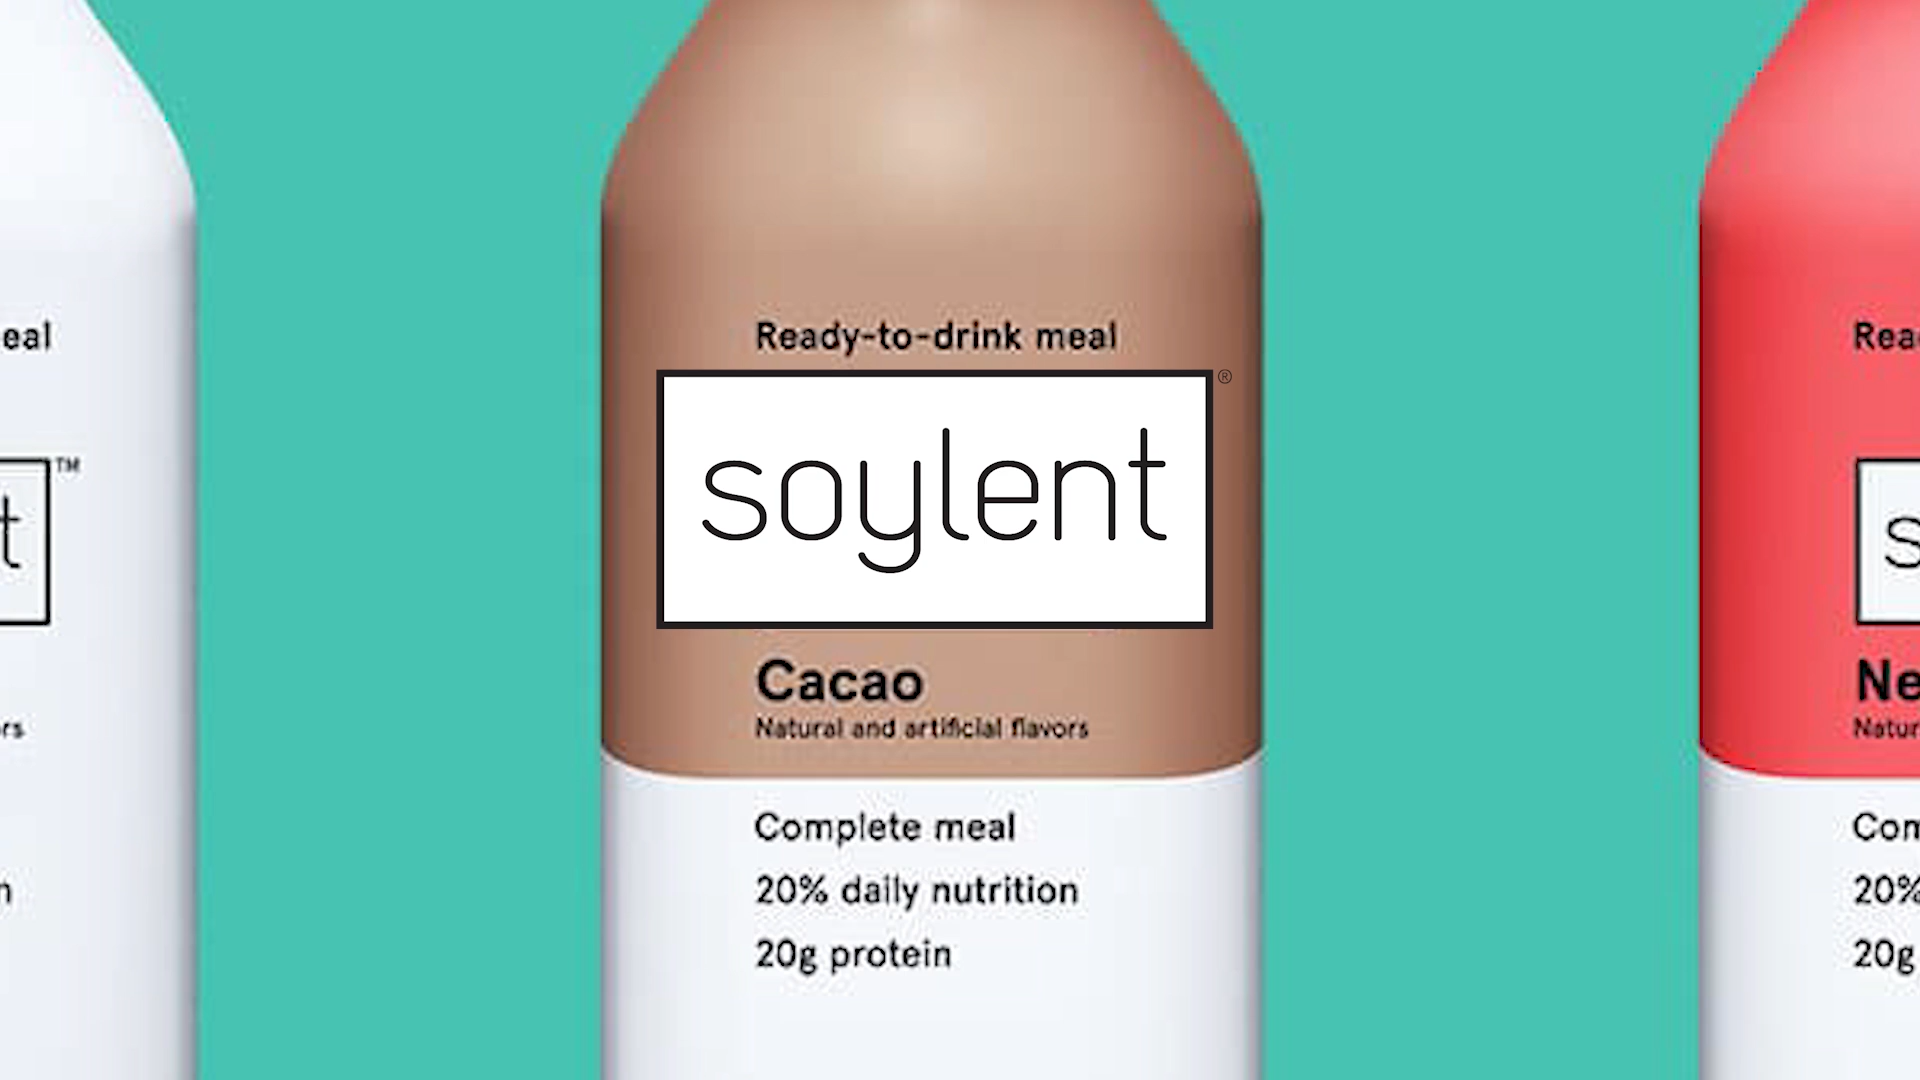 eal
TM
t
rs
n
Ready-to-drink meal
soylent®
Cacao
Natural and artificial flavors
Complete meal
20% daily nutrition
20g protein
Rea
s
Ne
Natur
Com
20%
20g